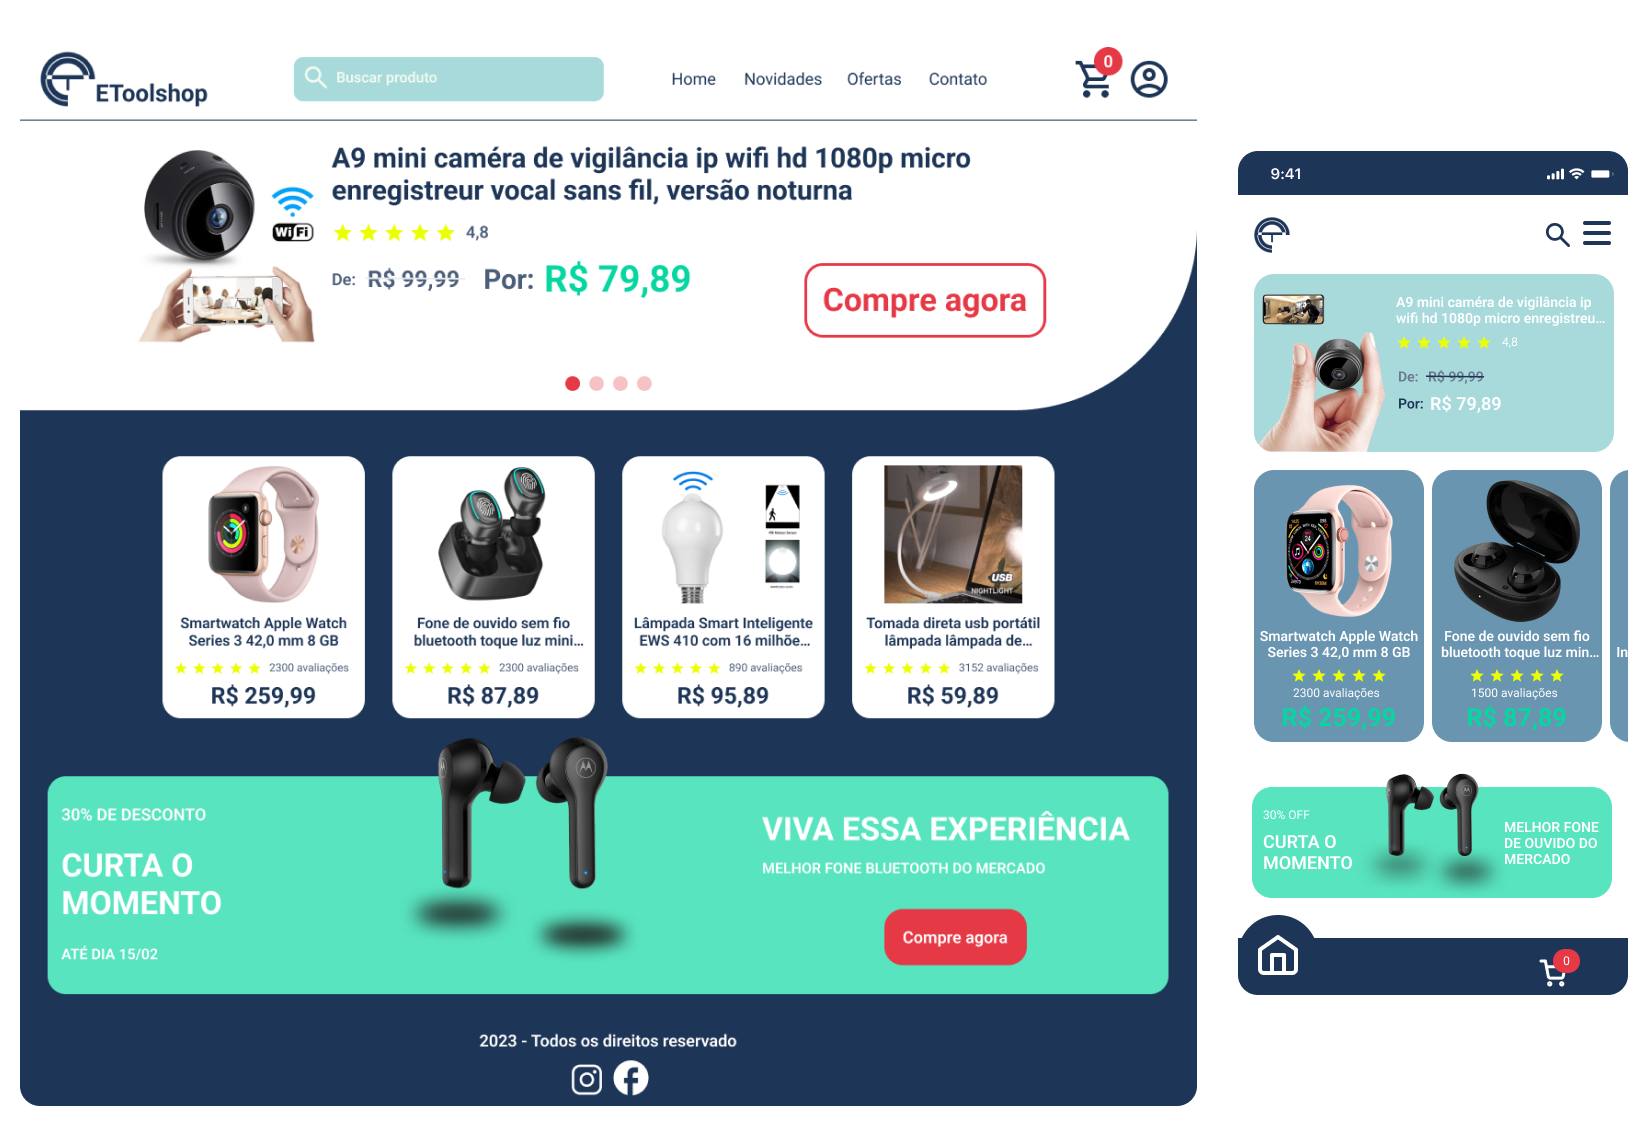 EToolshop
Buscar produto
Home
Novidades
Ofertas
Contato
0
A9 mini caméra de vigilância ip wifi hd 1080p micro
enregistreur vocal sans fil, versão noturna
WiFi
4,8
De: R$ 99,99 Por: R$ 79,89
Compre agora
Smartwatch Apple Watch
Series 3 42,0 mm 8 GB
2300 avaliações
R$ 259,99
Fone de ouvido sem fio
bluetooth toque luz mini...
2300 avaliações
R$ 87,89
Lâmpada Smart Inteligente
EWS 410 com 16 milhõe...
890 avaliações
R$ 95,89
USB
NIGHTLIGHT
Tomada direta usb portátil
lâmpada lâmpada de...
3152 avaliações
R$ 59,89
30% DE DESCONTO
CURTA O
MOMENTO
ATÉ DIA 15/02
VIVA ESSA EXPERIÊNCIA
MELHOR FONE BLUETOOTH DO MERCADO
Compre agora
2023 - Todos os direitos reservado
9:41
A9 mini caméra de vigilância ip
wifi hd 1080p micro enregistreu...
4,8
De: R$ 99,99
Por: R$ 79,89
Smartwatch Apple Watch
Series 3 42,0 mm 8 GB
2300 avaliações
R$ 259,99
Fone de ouvido sem fio
bluetooth toque luz min...
1500 avaliações
R$ 87,89
In
30% OFF
CURTA O
MOMENTO
MELHOR FONE
DE OUVIDO DO
MERCADO
0